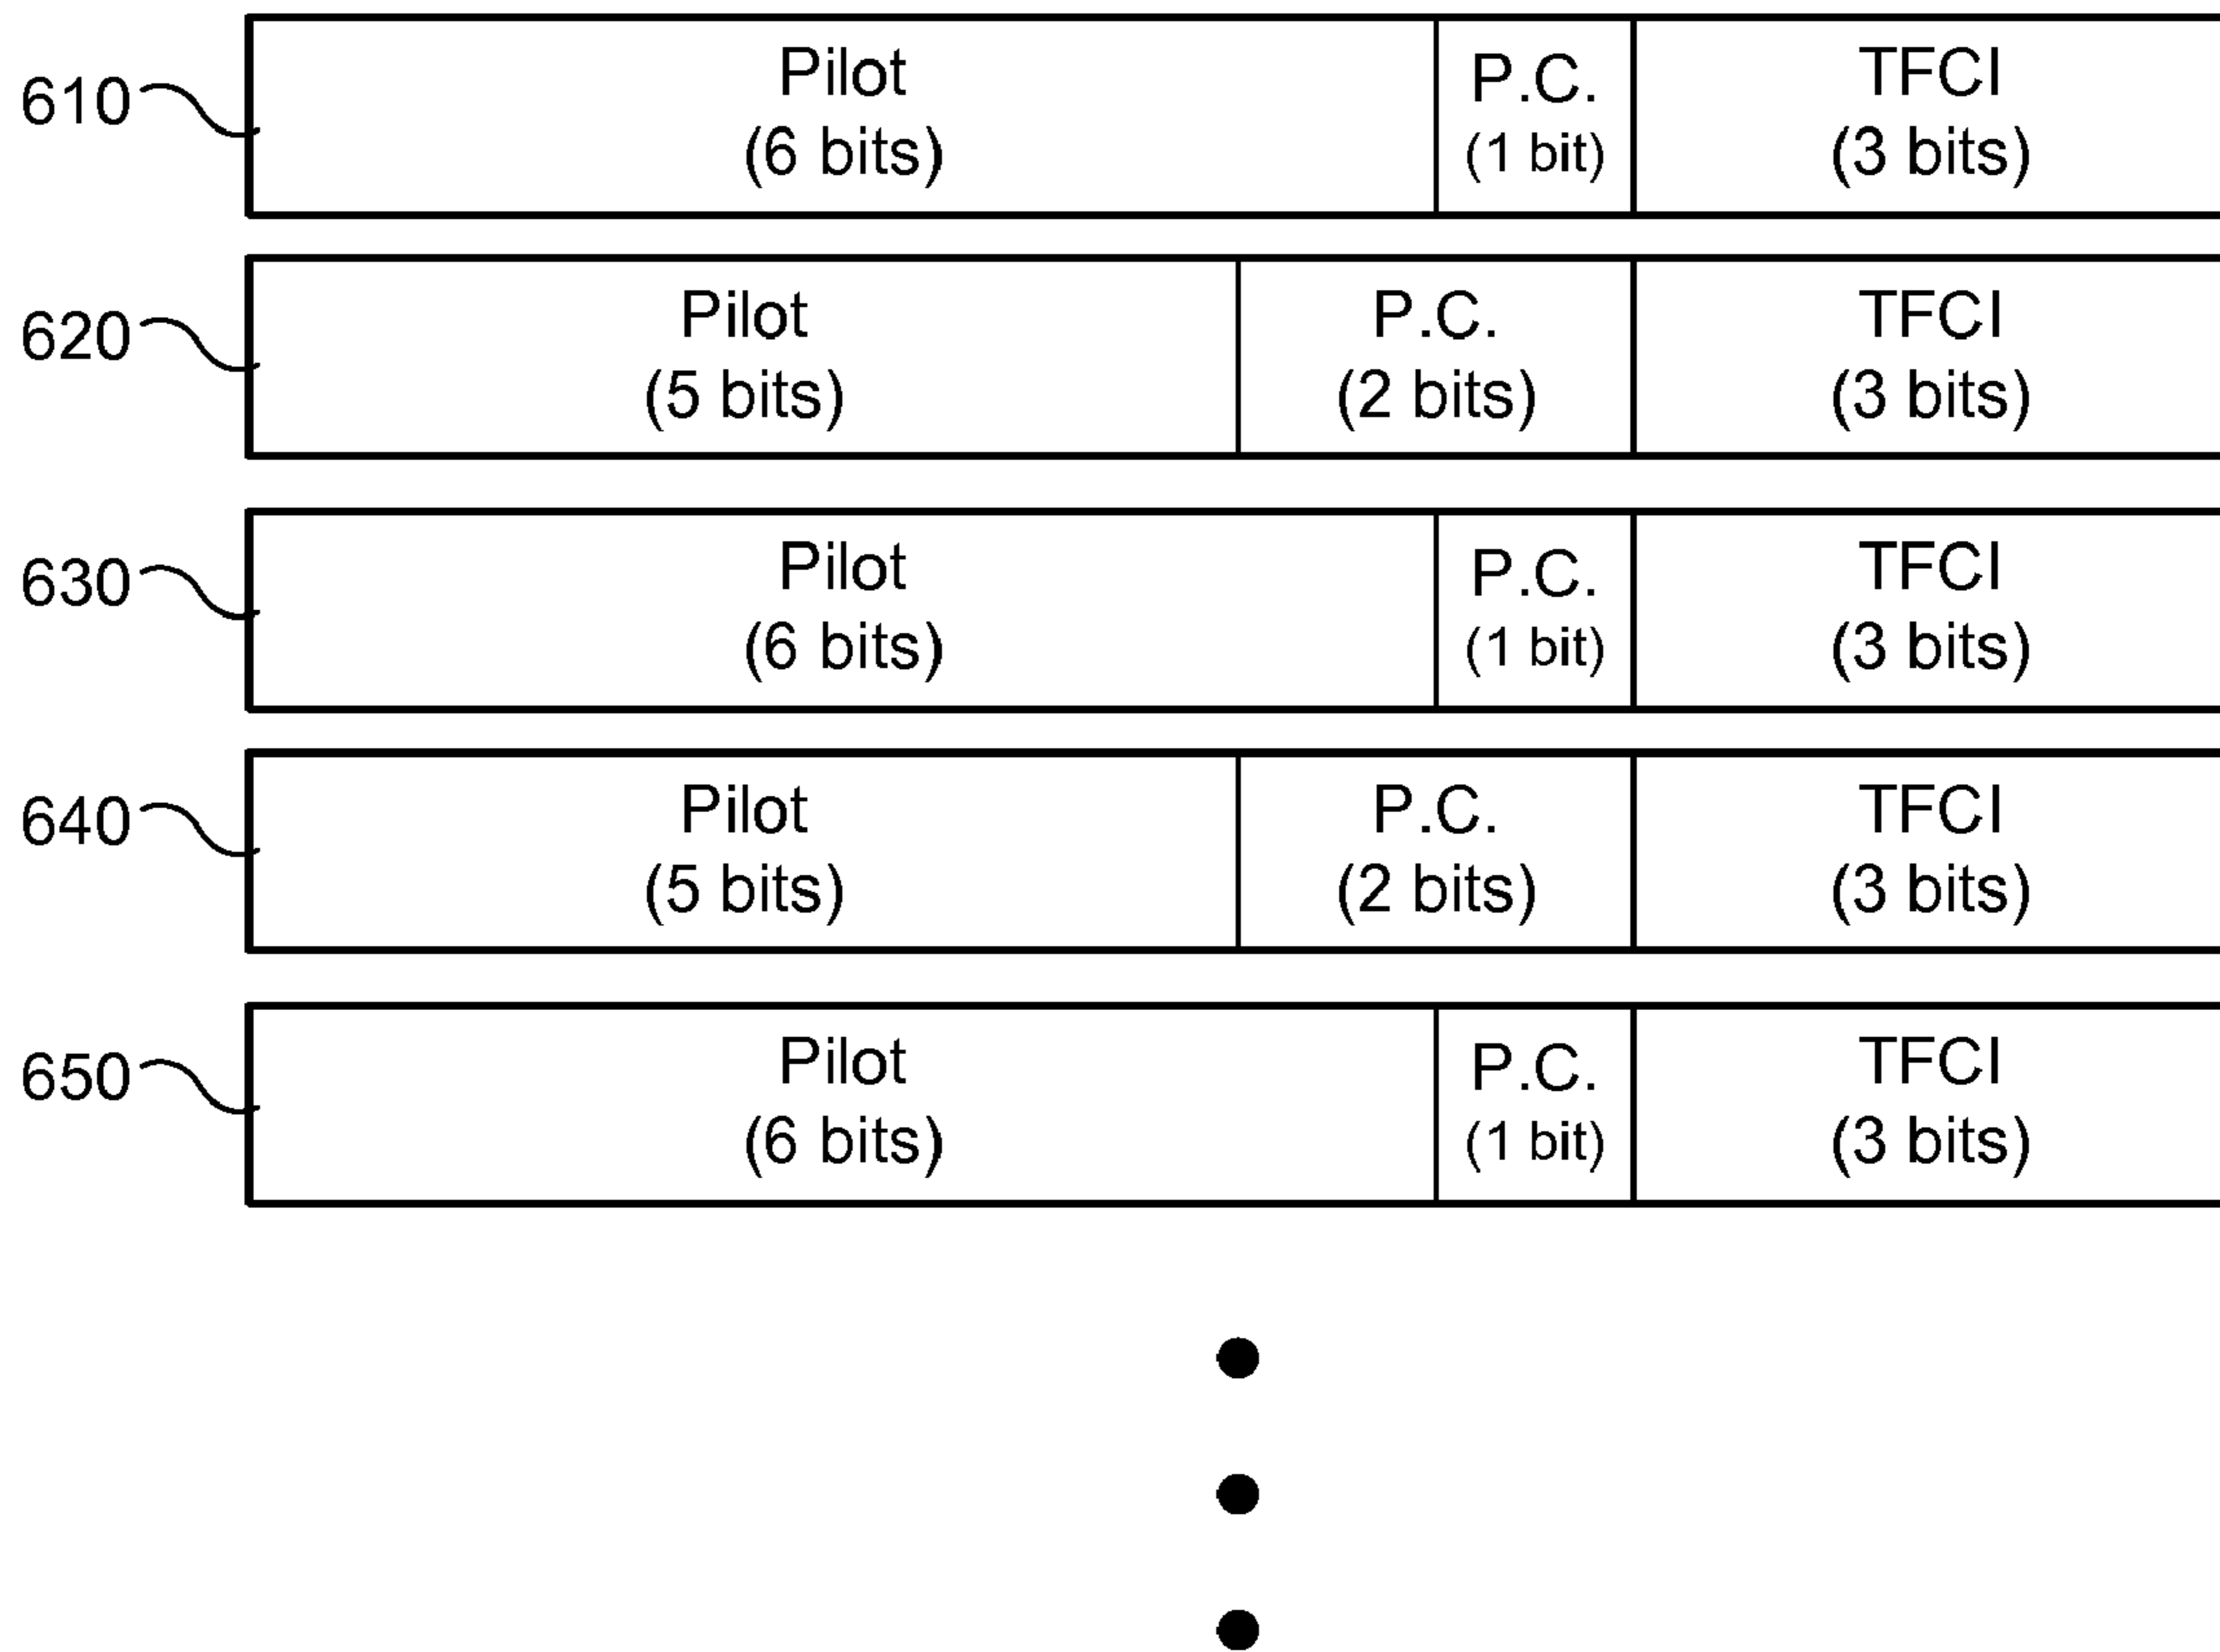 610
Pilot
(6 bits)
P.C.
(1 bit)
TFCI
(3 bits)
620
Pilot
(5 bits)
P.C.
(2 bits)
TFCI
(3 bits)
630
Pilot
(6 bits)
P.C.
(1 bit)
TFCI
(3 bits)
640
Pilot
(5 bits)
P.C.
(2 bits)
TFCI
(3 bits)
650
Pilot
(6 bits)
P.C.
(1 bit)
TFCI
(3 bits)